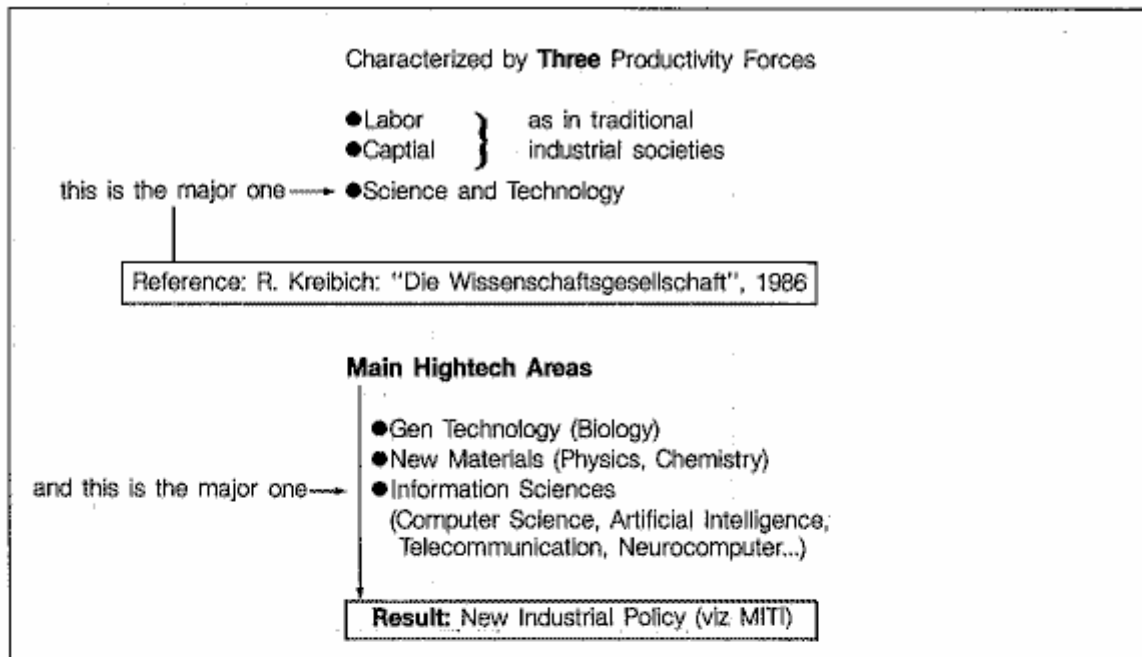 Characterized by Three Productivity Forces
●Labor } as in traditional
●Captial } industrial societies
this is the major one → ●Science and Technology
Reference: R. Kreibich: "Die Wissenschaftsgesellschaft", 1986
Main Hightech Areas
●Gen Technology (Biology)
●New Materials (Physics, Chemistry)
and this is the major one → ●Information Sciences
(Computer Science, Artificial Intelligence,
Telecommunication, Neurocomputer...)
Result: New Industrial Policy (viz MITI)